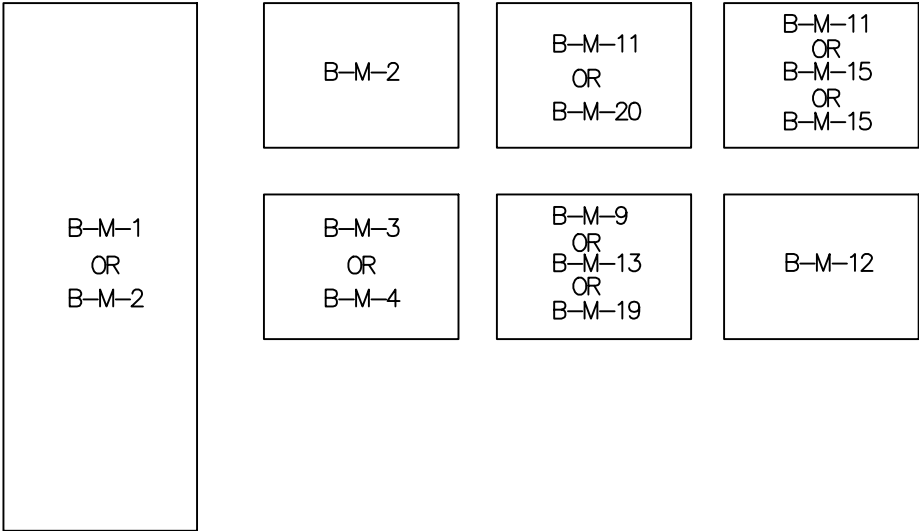 B-M-1
OR
B-M-2
B-M-2
B-M-11
OR
B-M-20
B-M-11
OR
B-M-15
OR
B-M-15
B-M-3
OR
B-M-4
B-M-9
OR
B-M-13
OR
B-M-19
B-M-12